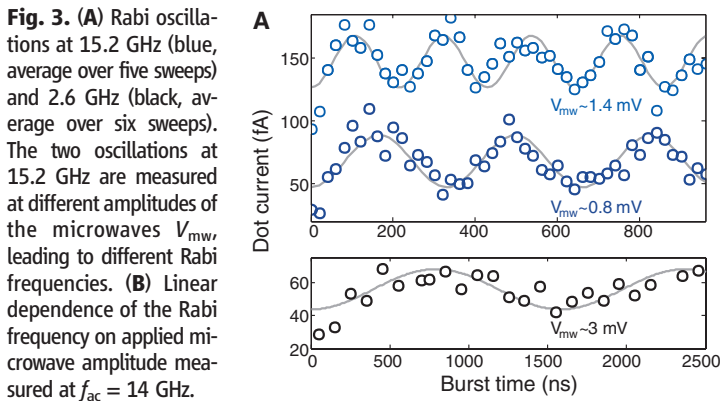 Fig. 3. (A) Rabi oscilla-
tions at 15.2 GHz (blue,
average over five sweeps)
and 2.6 GHz (black, av-
erage over six sweeps).
The two oscillations at
15.2 GHz are measured
at different amplitudes of
the microwaves Vmw,
leading to different Rabi
frequencies. (B) Linear
dependence of the Rabi
frequency on applied mi-
crowave amplitude mea-
sured at fac = 14 GHz.
A
150
100
50
Vmw~1.4 mV
Vmw~0.8 mV
0 200 400 600 800
Dot current (fA)
60
40
20
Vmw~3 mV
0 500 1000 1500 2000 2500
Burst time (ns)